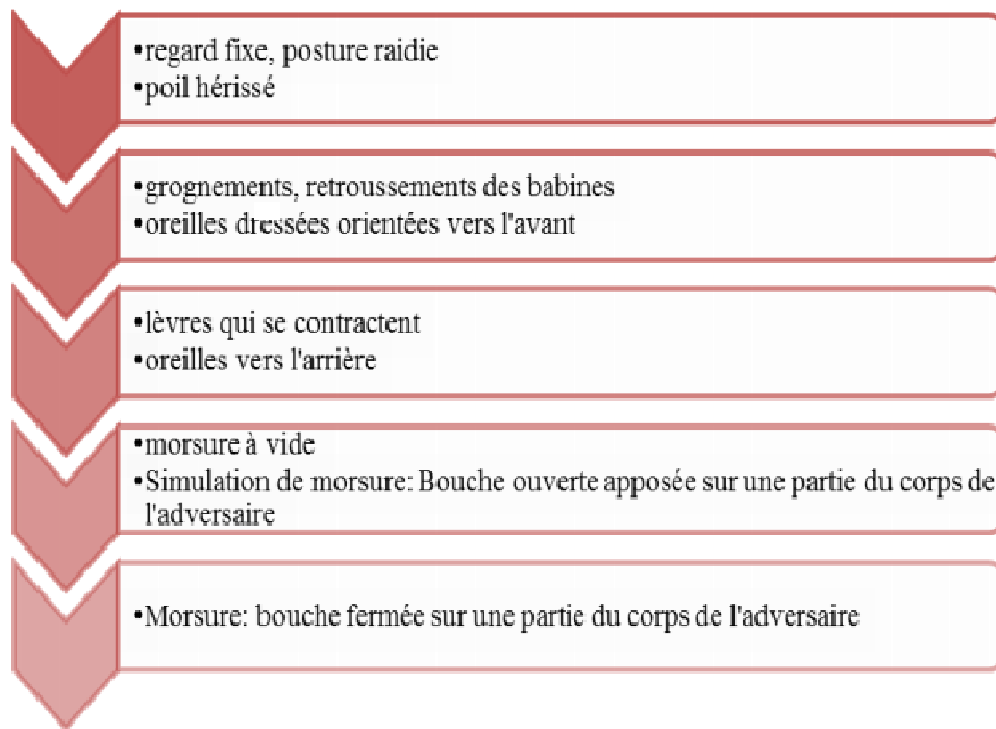 •regard fixe, posture raidie
•poil hérissé
•grognements, retroussements des babines
•oreilles dressées orientées vers l'avant
•lèvres qui se contractent
•oreilles vers l'arrière
•morsure à vide
•Simulation de morsure: Bouche ouverte apposée sur une partie du corps de
l'adversaire
•Morsure: bouche fermée sur une partie du corps de l'adversaire